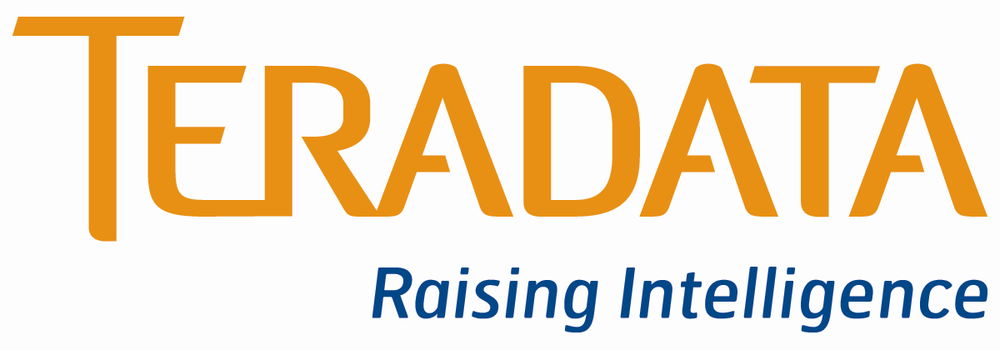 TERADATA
Raising Intelligence